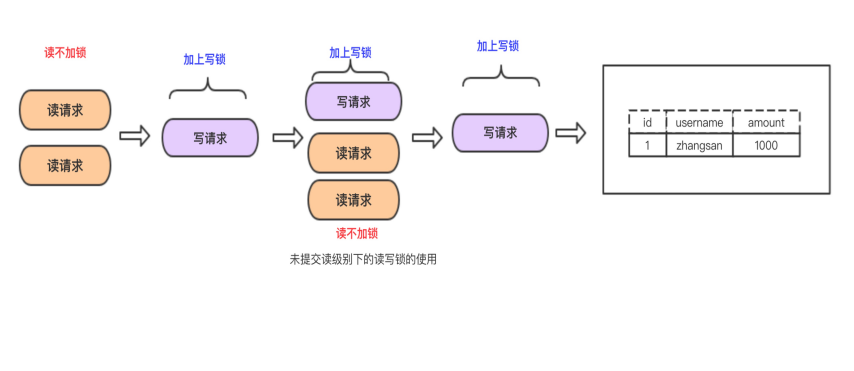 读不加锁
读请求
读请求
加上写锁
写请求
加上写锁
写请求
读请求
读请求
读不加锁
加上写锁
写请求
id username amount
1 zhangsan 1000
未提交读级别下的读写锁的使用